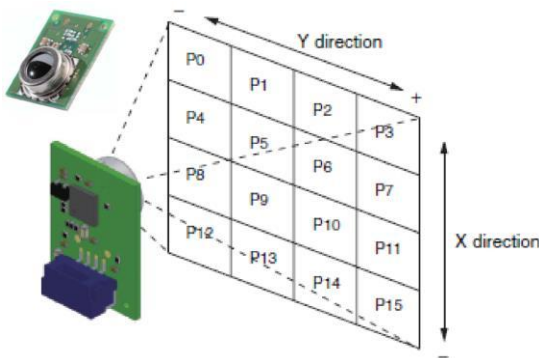 −
Y direction
+
P0 P1 P2 P3
P4 P5 P6 P7
P8 P9 P10 P11
P12 P13 P14 P15
X direction
−